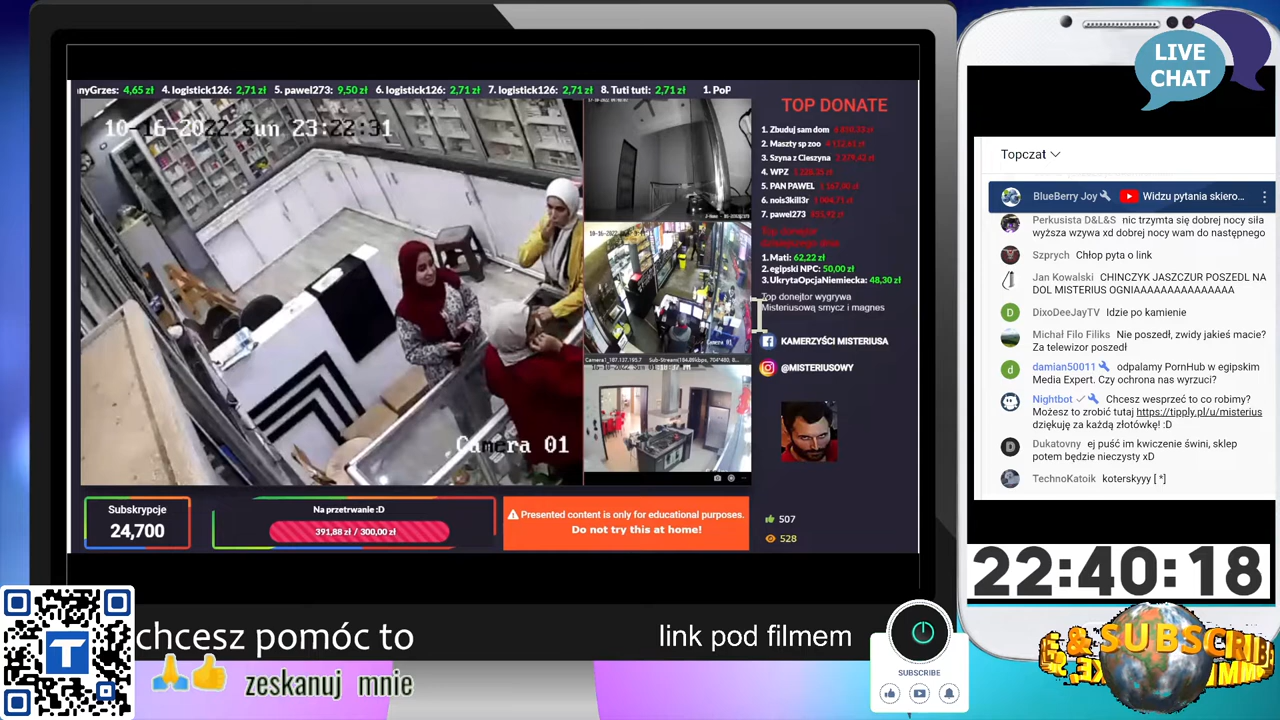 nyGrzes: 4,65 zł 4. logistick126: 2,71 zł 5. pawel273: 9,50 zł 6. logistick126: 2,71 zł 7. logistick126: 2,71 zł 8. Tuti tuti: 2,71 zł 1. PoP
10-16-2022 Sun 23:22:31
Camera 01
Camera 01
TOP DONATE
1. Zbuduj sam dom
2. Maszty sp zoo
3. Szyna z Cieszyna
4. WPZ
5. PAN PAWEL
6. nois3kill3r
7. pawel273
1. Mati: 62,22 zł
2. egipski NPC: 50,00 zł
3. UkrytaOpcjaNiemiecka: 48,30 zł
Top donejtor wygrywa
Misteriusową smycz i magnes
KAMERZYŚCI MISTERIUSA
@MISTERIUSOWY
507
528
Subskrypcje
24,700
Na przetrwanie :D
391,88 zł / 300,00 zł
Presented content is only for educational purposes.
Do not try this at home!
LIVE
CHAT
Topczat
BlueBerry Joy Widzu pytania skiero...
Perkusista D&L&S nic trzymta się dobrej nocy siła
wyższa wzywa xd dobrej nocy wam do następnego
Szprych Chłop pyta o link
Jan Kowalski CHINCZYK JASZCZUR POSZEDL NA
DOL MISTERIUS OGNIAAAAAAAAAAAAAA
DixoDeeJayTV Idzie po kamienie
Michał Filo Filiks Nie poszedł, zwidy jakieś macie?
Za telewizor poszedł
damian50011 odpalamy PornHub w egipskim
Media Expert. Czy ochrona nas wyrzuci?
Nightbot Chcesz wesprzeć to co robimy?
Możesz to zrobić tutaj https://tipply.pl/u/misterius
dziękuję za każdą złotówkę! :D
Dukatovny ej puść im kwiczenie świni, sklep
potem będzie nieczysty xD
TechnoKatoik koterskyyy [ *]
22:40:18
T
chcesz pomóc to
zeskanuj mnie
link pod filmem
SUBSCRIBE
& SUBSCRIBE